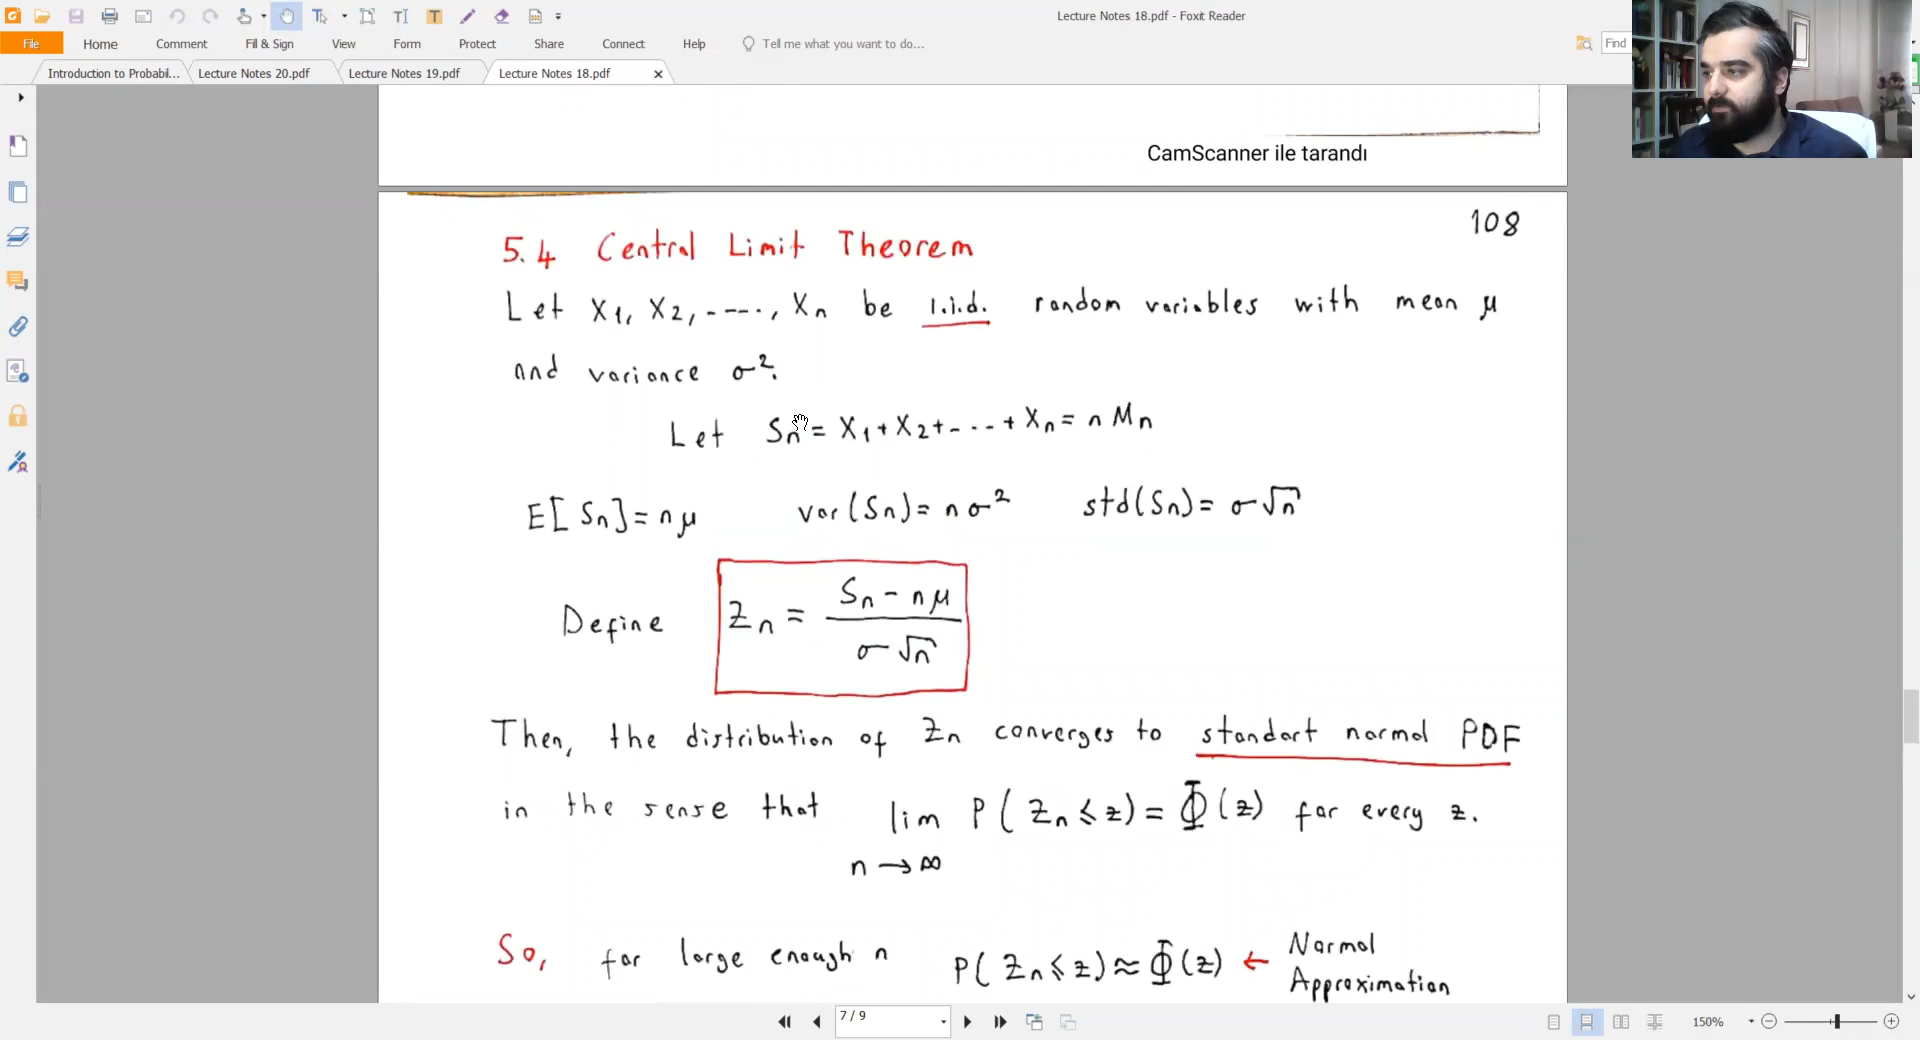 Lecture Notes 18.pdf - Foxit Reader
File Home Comment Fill & Sign View Form Protect Share Connect Help Tell me what you want to do... Find
Introduction to Probabil... Lecture Notes 20.pdf Lecture Notes 19.pdf Lecture Notes 18.pdf
CamScanner ile tarandı
108
5.4 Central Limit Theorem
Let X₁, X₂, ----, Xn be i.i.d. random variables with mean μ
and variance σ².
Let Sn = X₁ + X₂ + --- + Xn = n Mn
E[Sn] = nμ var(Sn) = nσ² std(Sn) = σ√n
Define Zn = (Sn - nμ) / (σ√n)
Then, the distribution of Zn converges to standart normal PDF
in the sense that lim P(Zn ≤ z) = Φ(z) for every z.
n → ∞
So, for large enough n P(Zn ≤ z) ≈ Φ(z) ← Normal
Approximation
7 / 9 150%